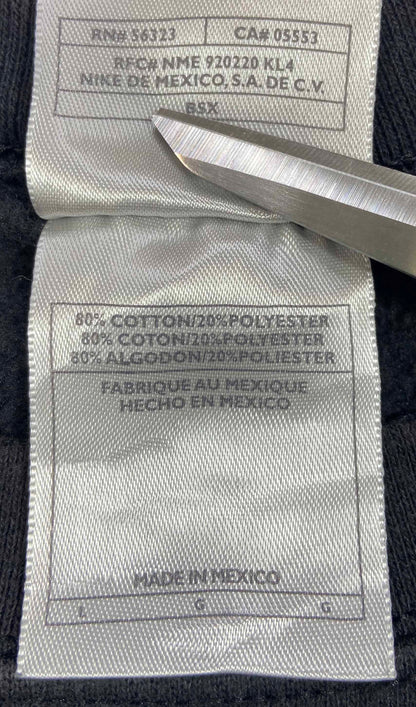 RN# 56323 CA# 05553
RFC# NME 920220 KL4
NIKE DE MEXICO, S.A. DE C.V.
BSX
80% COTTON/20%POLYESTER
80% COTON/20%POLYESTER
80% ALGODON/20%POLIESTER
FABRIQUE AU MEXIQUE
HECHO EN MEXICO
MADE IN MEXICO
L G G